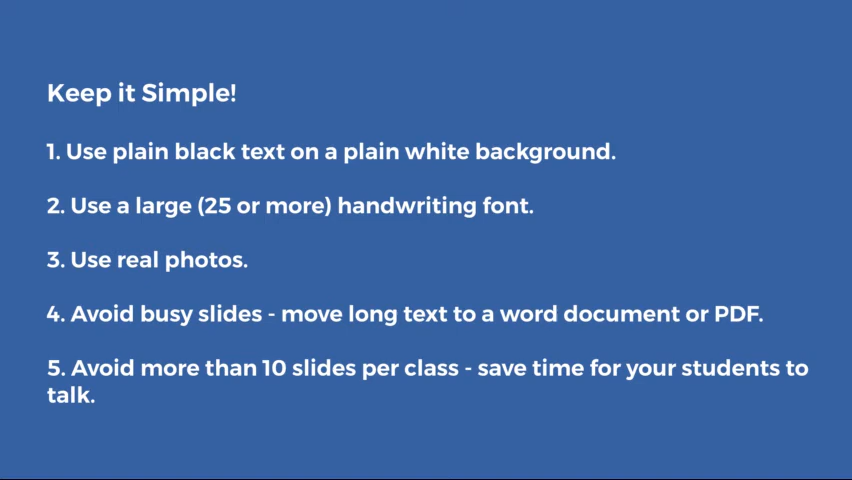 Keep it Simple!
1. Use plain black text on a plain white background.
2. Use a large (25 or more) handwriting font.
3. Use real photos.
4. Avoid busy slides - move long text to a word document or PDF.
5. Avoid more than 10 slides per class - save time for your students to
talk.